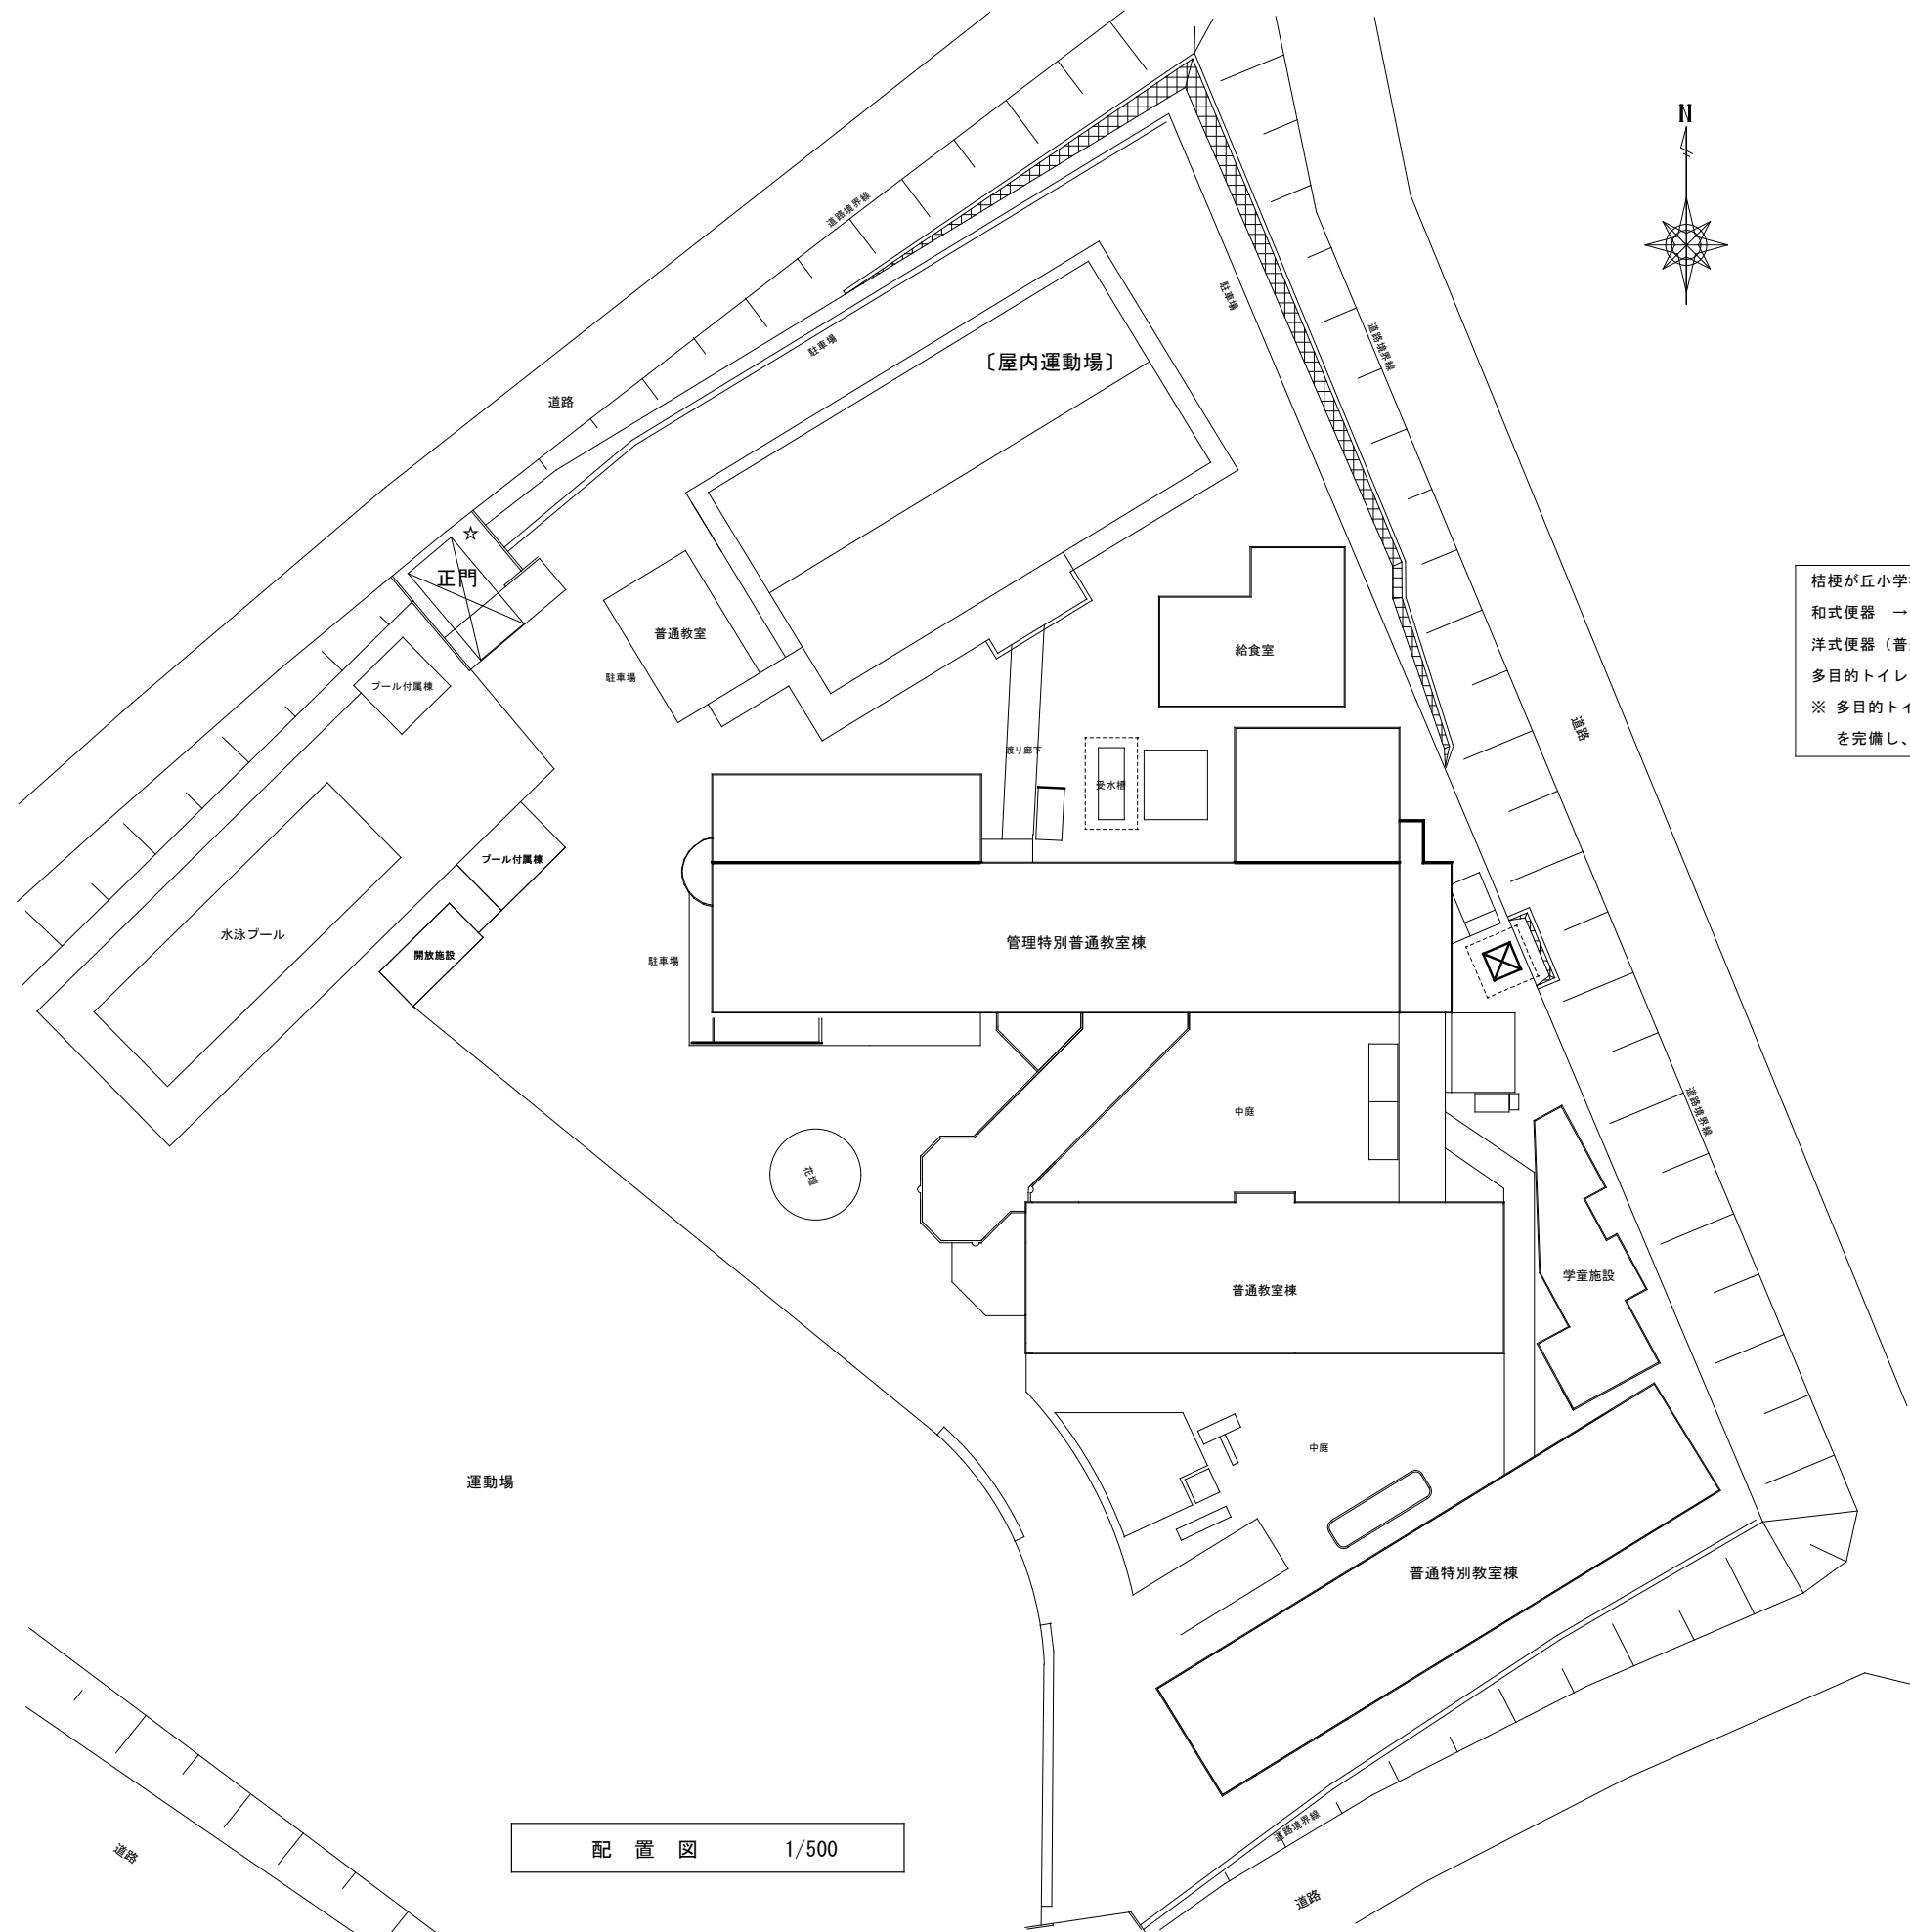 N
道路境界線
駐車場
〔屋内運動場〕
駐車場
道路境界線
道路
☆
正門
桔梗が丘小学
和式便器 →
洋式便器（普
多目的トイレ
※ 多目的トイ
を完備し、
普通教室
給食室
駐車場
プール付属棟
道路
渡り廊下
受水槽
プール付属棟
水泳プール
開放施設
管理特別普通教室棟
駐車場
中庭
道路境界線
花壇
学童施設
普通教室棟
中庭
運動場
普通特別教室棟
道路境界線
配 置 図 1/500
道路
道路